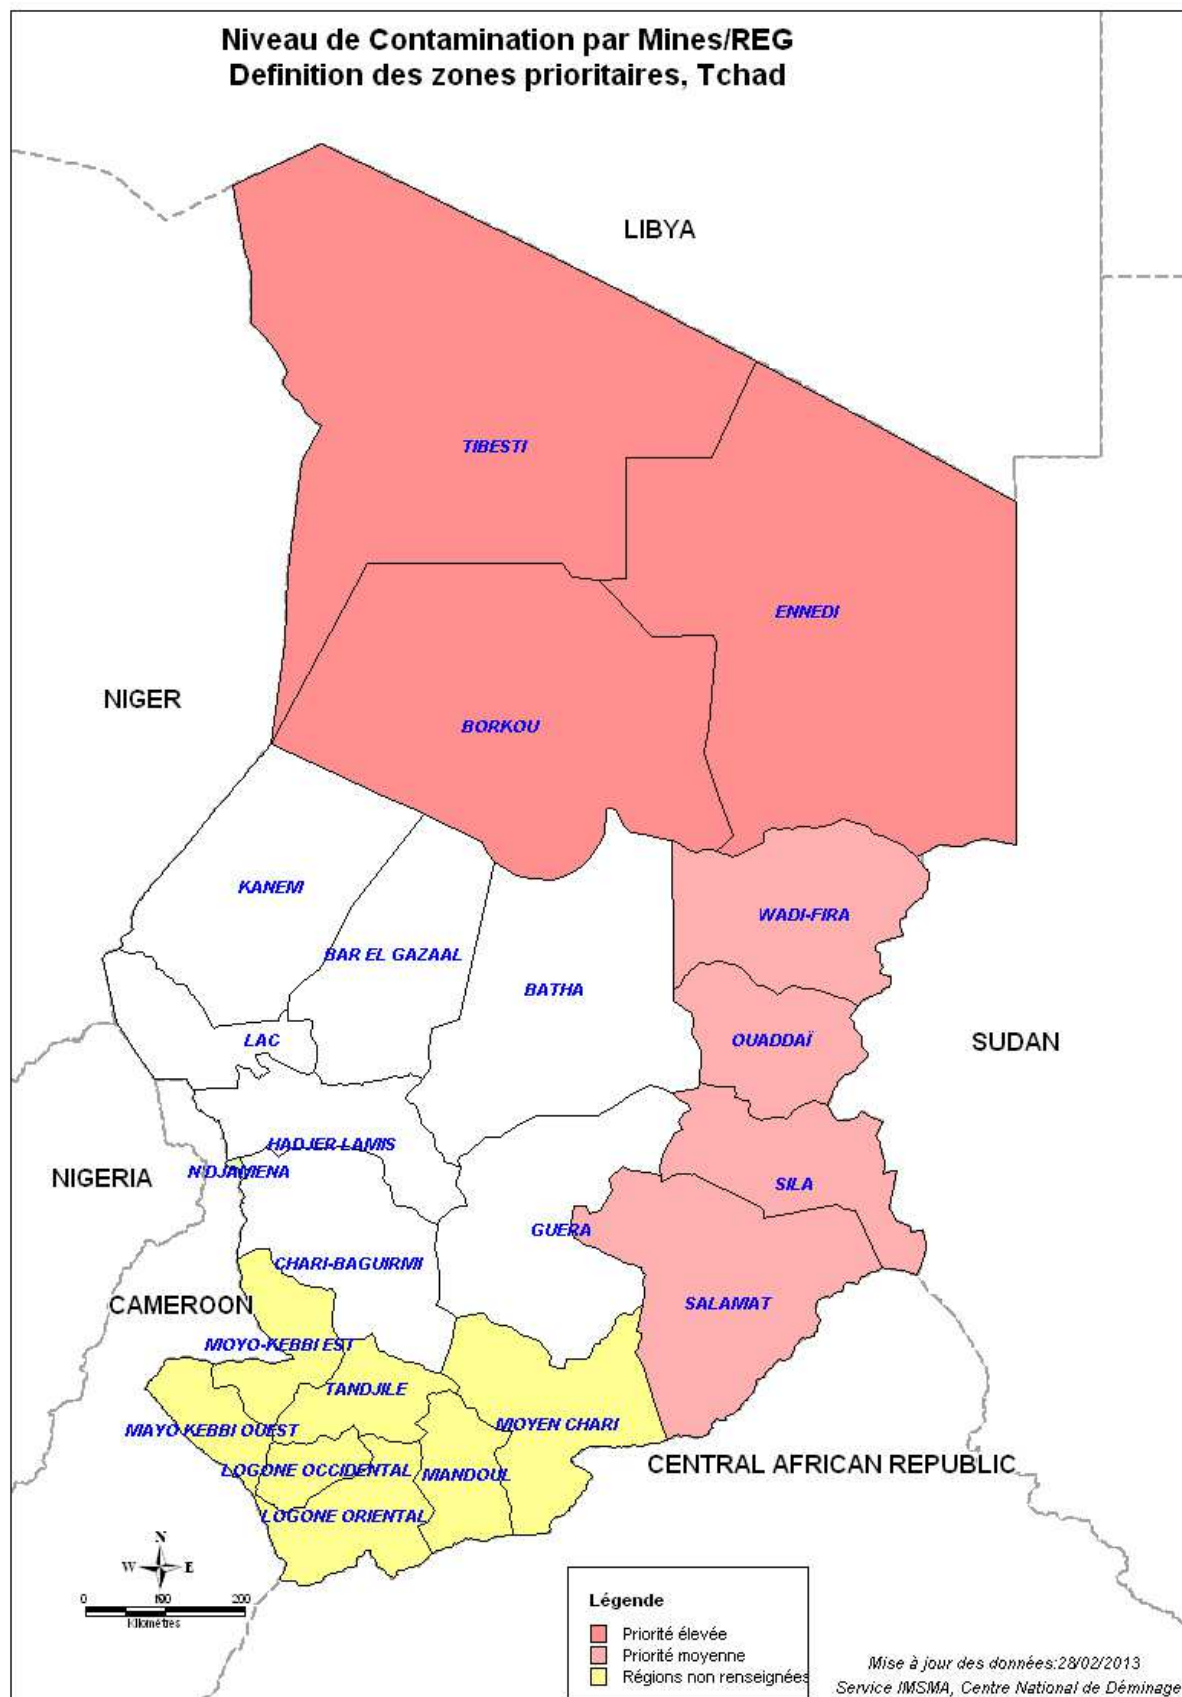 Niveau de Contamination par Mines/REG
Definition des zones prioritaires, Tchad
LIBYA
TIBESTI
ENNEDI
NIGER
BORKOU
KANEM
WADI-FIRA
BAR EL GAZAAL
BATHA
LAC
OUADDAÏ
SUDAN
HADJER-LAMIS
NIGERIA
N'DJAMENA
SILA
GUERA
CHARI-BAGUIRMI
CAMEROON
SALAMAT
MOYO-KEBBI EST
TANDJILE
MAYO KEBBI OUEST
MOYEN CHARI
LOGONE OCCIDENTAL
MANDOUL
CENTRAL AFRICAN REPUBLIC
LOGONE ORIENTAL
N
W E
S
0 100 200
Kilomètres
Légende
Priorité élevée
Priorité moyenne
Régions non renseignées
Mise à jour des données:28/02/2013
Service IMSMA, Centre National de Déminage